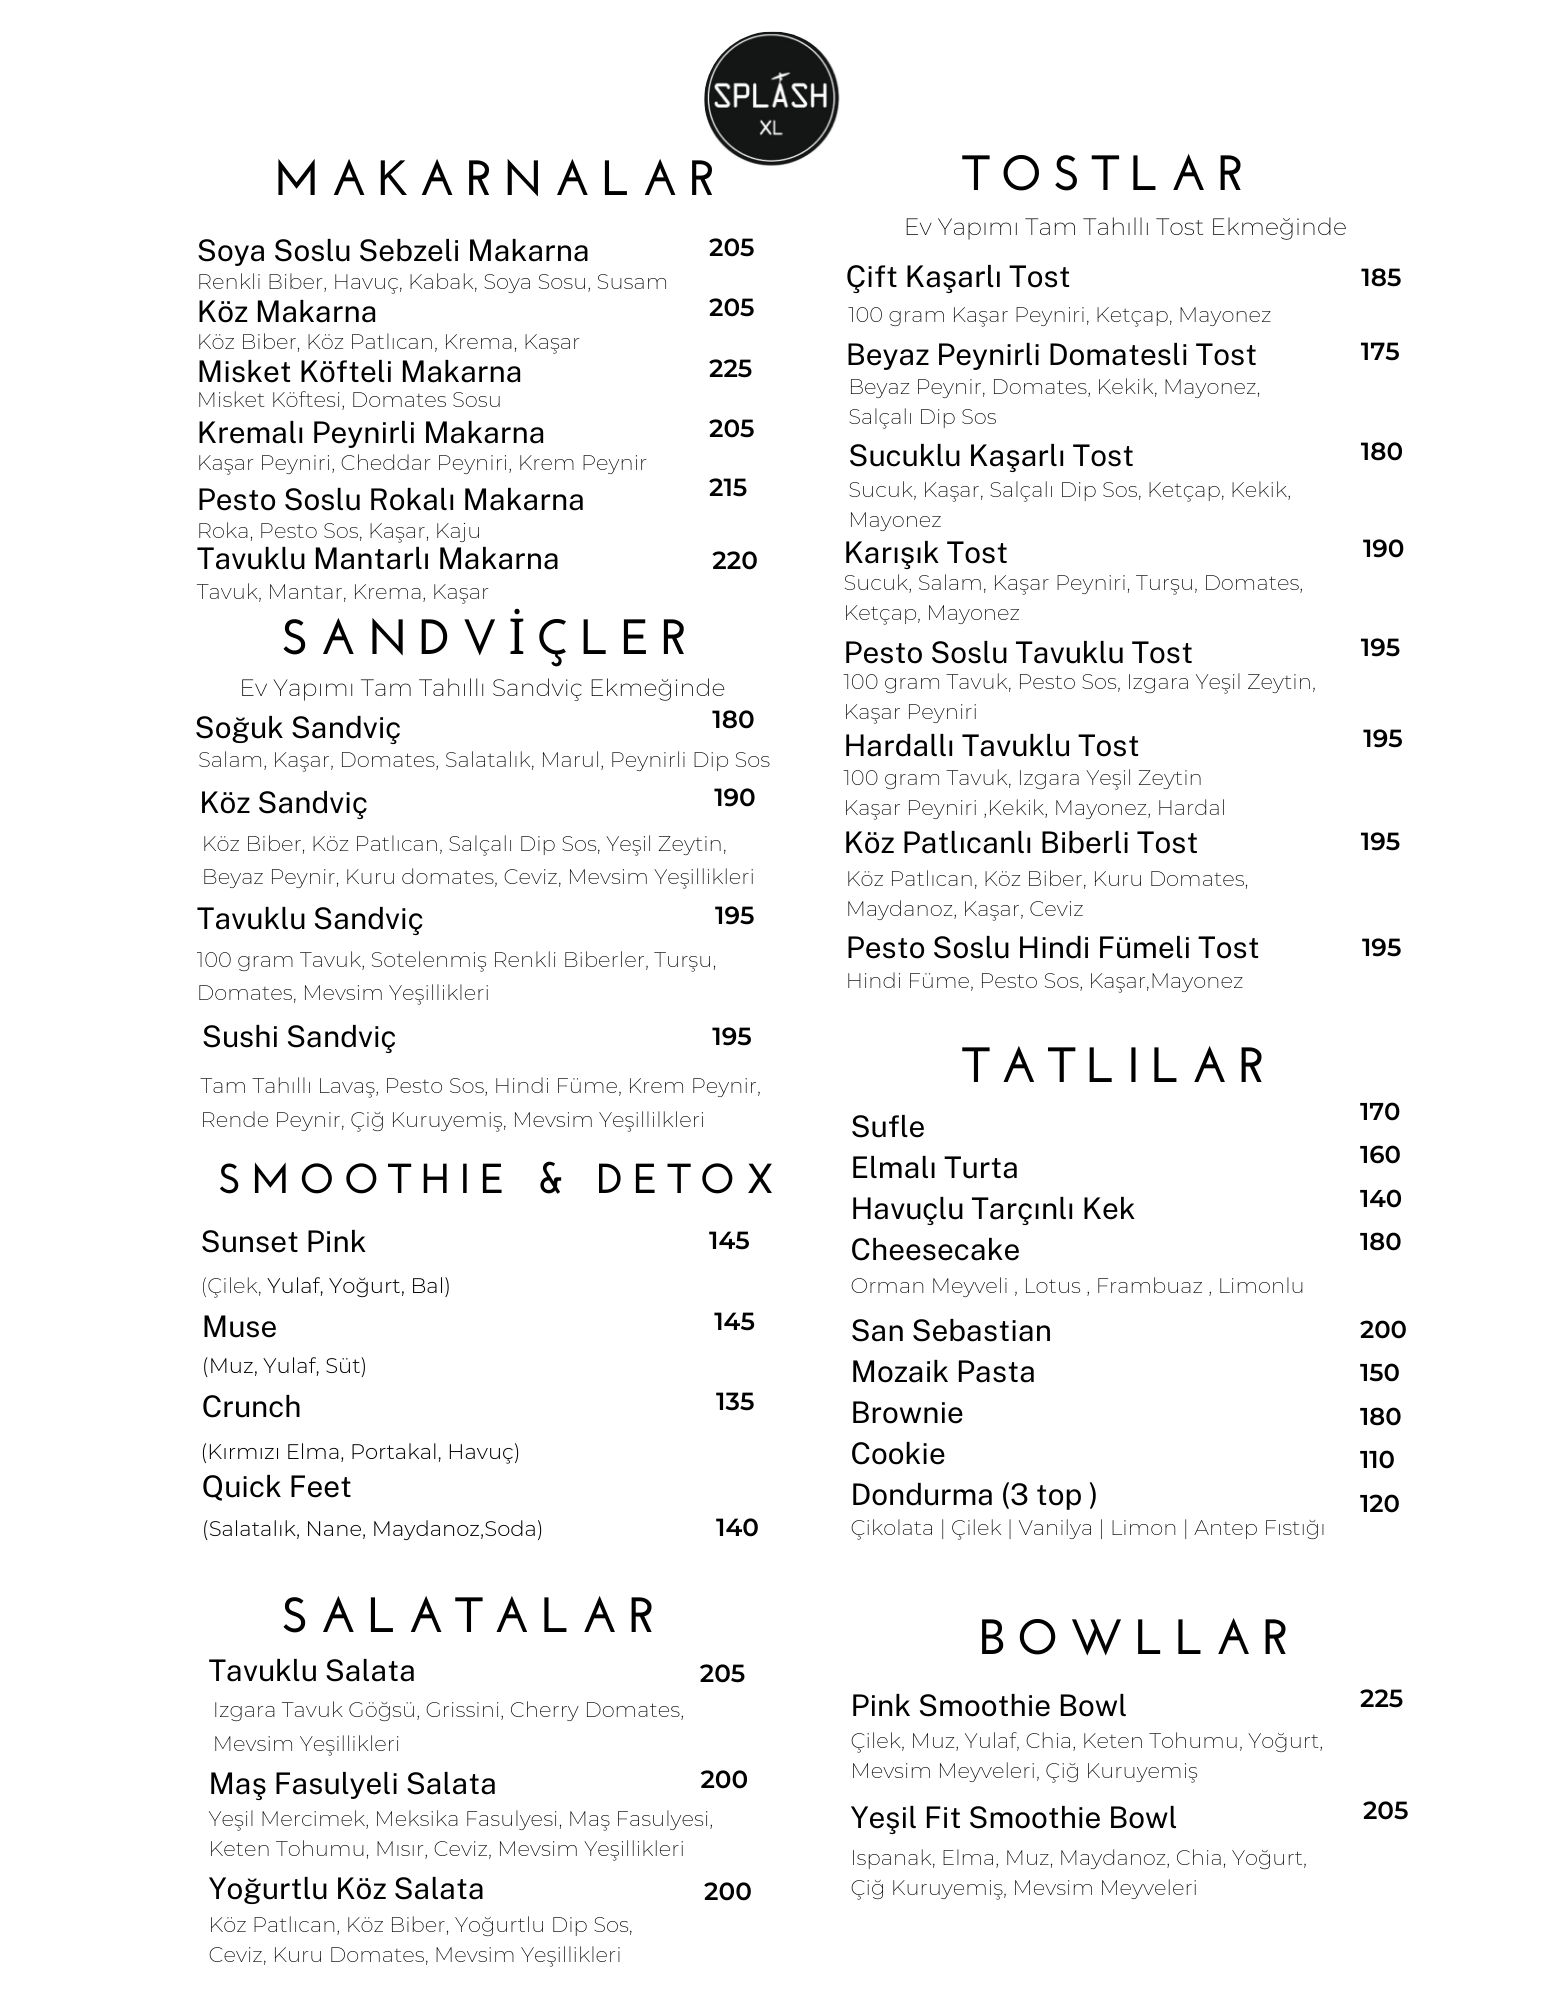 SPLASH
XL
MAKARNALAR
Soya Soslu Sebzeli Makarna 205
Renkli Biber, Havuç, Kabak, Soya Sosu, Susam
Köz Makarna 205
Köz Biber, Köz Patlıcan, Krema, Kaşar
Misket Köfteli Makarna 225
Misket Köftesi, Domates Sosu
Kremalı Peynirli Makarna 205
Kaşar Peyniri, Cheddar Peyniri, Krem Peynir
Pesto Soslu Rokalı Makarna 215
Roka, Pesto Sos, Kaşar, Kaju
Tavuklu Mantarlı Makarna 220
Tavuk, Mantar, Krema, Kaşar
SANDVİÇLER
Ev Yapımı Tam Tahıllı Sandviç Ekmeğinde
Soğuk Sandviç 180
Salam, Kaşar, Domates, Salatalık, Marul, Peynirli Dip Sos
Köz Sandviç 190
Köz Biber, Köz Patlıcan, Salçalı Dip Sos, Yeşil Zeytin,
Beyaz Peynir, Kuru domates, Ceviz, Mevsim Yeşillikleri
Tavuklu Sandviç 195
100 gram Tavuk, Sotelenmiş Renkli Biberler, Turşu,
Domates, Mevsim Yeşillikleri
Sushi Sandviç 195
Tam Tahıllı Lavaş, Pesto Sos, Hindi Füme, Krem Peynir,
Rende Peynir, Çiğ Kuruyemiş, Mevsim Yeşillilkleri
SMOOTHIE & DETOX
Sunset Pink 145
(Çilek, Yulaf, Yoğurt, Bal)
Muse 145
(Muz, Yulaf, Süt)
Crunch 135
(Kırmızı Elma, Portakal, Havuç)
Quick Feet
(Salatalık, Nane, Maydanoz,Soda) 140
SALATALAR
Tavuklu Salata 205
Izgara Tavuk Göğsü, Grissini, Cherry Domates,
Mevsim Yeşillikleri
Maş Fasulyeli Salata 200
Yeşil Mercimek, Meksika Fasulyesi, Maş Fasulyesi,
Keten Tohumu, Mısır, Ceviz, Mevsim Yeşillikleri
Yoğurtlu Köz Salata 200
Köz Patlıcan, Köz Biber, Yoğurtlu Dip Sos,
Ceviz, Kuru Domates, Mevsim Yeşillikleri
TOSTLAR
Ev Yapımı Tam Tahıllı Tost Ekmeğinde
Çift Kaşarlı Tost 185
100 gram Kaşar Peyniri, Ketçap, Mayonez
Beyaz Peynirli Domatesli Tost 175
Beyaz Peynir, Domates, Kekik, Mayonez,
Salçalı Dip Sos
Sucuklu Kaşarlı Tost 180
Sucuk, Kaşar, Salçalı Dip Sos, Ketçap, Kekik,
Mayonez
Karışık Tost 190
Sucuk, Salam, Kaşar Peyniri, Turşu, Domates,
Ketçap, Mayonez
Pesto Soslu Tavuklu Tost 195
100 gram Tavuk, Pesto Sos, Izgara Yeşil Zeytin,
Kaşar Peyniri
Hardallı Tavuklu Tost 195
100 gram Tavuk, Izgara Yeşil Zeytin
Kaşar Peyniri ,Kekik, Mayonez, Hardal
Köz Patlıcanlı Biberli Tost 195
Köz Patlıcan, Köz Biber, Kuru Domates,
Maydanoz, Kaşar, Ceviz
Pesto Soslu Hindi Fümeli Tost 195
Hindi Füme, Pesto Sos, Kaşar,Mayonez
TATLILAR
Sufle 170
Elmalı Turta 160
Havuçlu Tarçınlı Kek 140
Cheesecake 180
Orman Meyveli , Lotus , Frambuaz , Limonlu
San Sebastian 200
Mozaik Pasta 150
Brownie 180
Cookie 110
Dondurma (3 top ) 120
Çikolata | Çilek | Vanilya | Limon | Antep Fıstığı
BOWLLAR
Pink Smoothie Bowl 225
Çilek, Muz, Yulaf, Chia, Keten Tohumu, Yoğurt,
Mevsim Meyveleri, Çiğ Kuruyemiş
Yeşil Fit Smoothie Bowl 205
Ispanak, Elma, Muz, Maydanoz, Chia, Yoğurt,
Çiğ Kuruyemiş, Mevsim Meyveleri